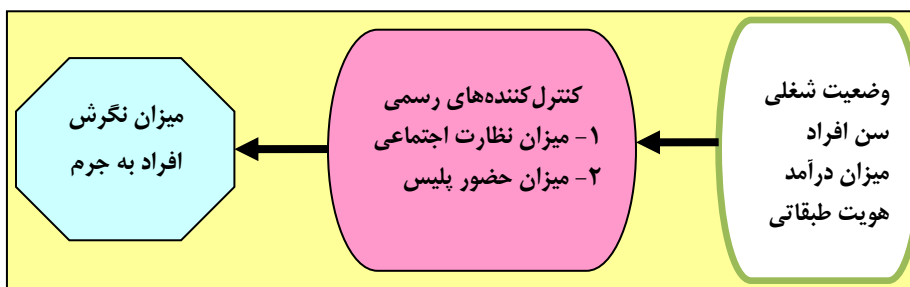 وضعیت شغلی
سن افراد
میزان درآمد
هویت طبقاتی
کنترل‌کننده‌های رسمی
۱- میزان نظارت اجتماعی
۲- میزان حضور پلیس
میزان نگرش
افراد به جرم